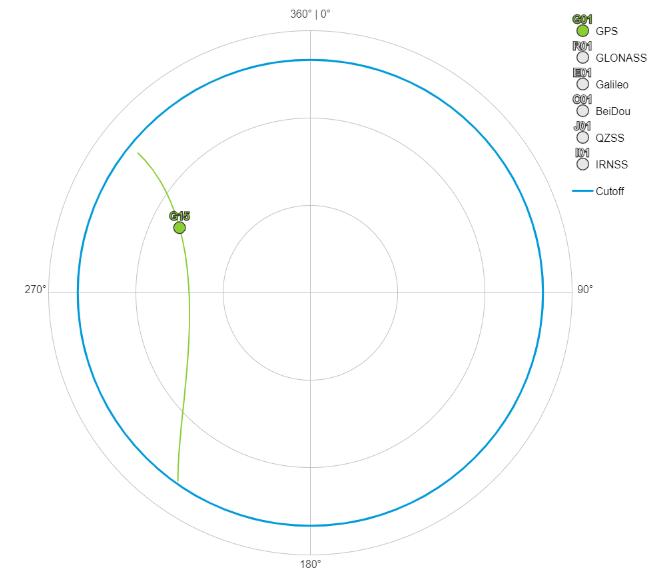 360° | 0°
G01
GPS
R01
GLONASS
E01
Galileo
C01
BeiDou
J01
QZSS
I01
IRNSS
Cutoff
G15
270°
90°
180°